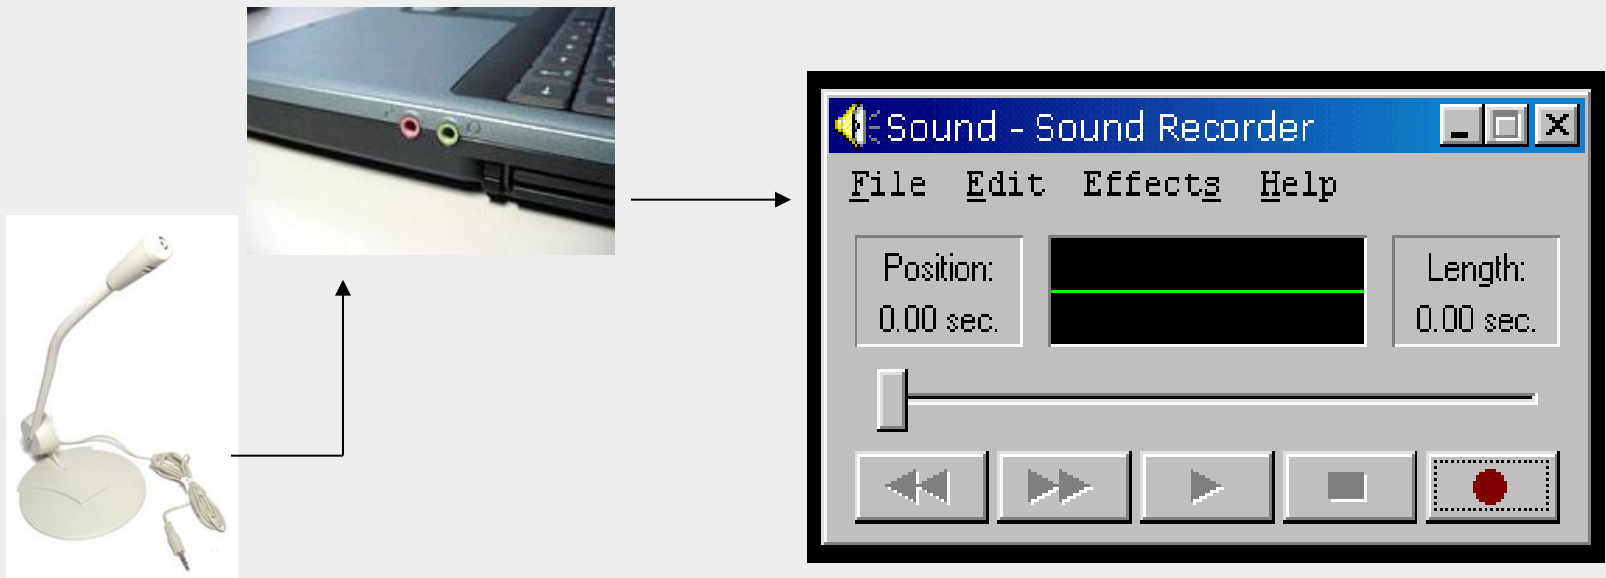 Sound - Sound Recorder
File Edit Effects Help
Position:
0.00 sec.
Length:
0.00 sec.